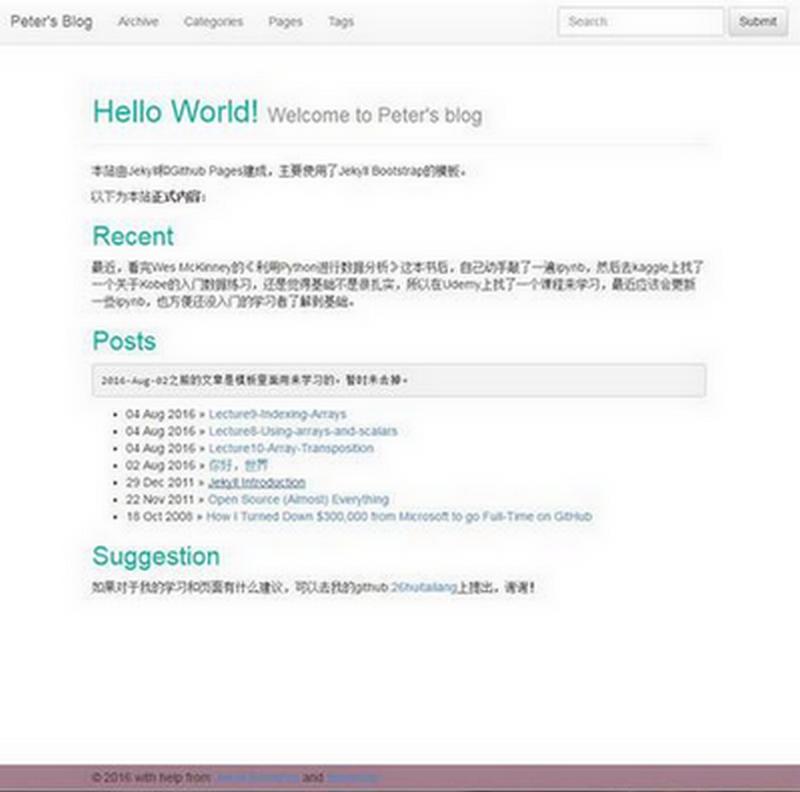 Peter's Blog Archive Categories Pages Tags Search Submit
Hello World! Welcome to Peter's blog
本站由Jekyll和Github Pages建成，主要使用了Jekyll Bootstrap的模板。
以下为本站正式内容：
Recent
最近，看完Wes McKinney的《利用Python进行数据分析》这本书后，自己动手敲了一遍ipynb，然后去kaggle上找了
一个关于Kobe的入门数据练习，还是觉得基础不是很扎实，所以在Udemy上找了一个课程来学习，最近应该会更新
一些ipynb，也方便还没入门的学习者了解到基础。
Posts
2016-Aug-02之前的文章是模板里面用来学习的，暂时未去掉。
04 Aug 2016 » Lecture9-Indexing-Arrays
04 Aug 2016 » Lecture8-Using-arrays-and-scalars
04 Aug 2016 » Lecture10-Array-Transposition
02 Aug 2016 » 你好，世界
29 Dec 2011 » Jekyll Introduction
22 Nov 2011 » Open Source (Almost) Everything
18 Oct 2008 » How I Turned Down $300,000 from Microsoft to go Full-Time on GitHub
Suggestion
如果对于我的学习和页面有什么建议，可以去我的github:26huitailang上提出，谢谢！
© 2016 with help from and